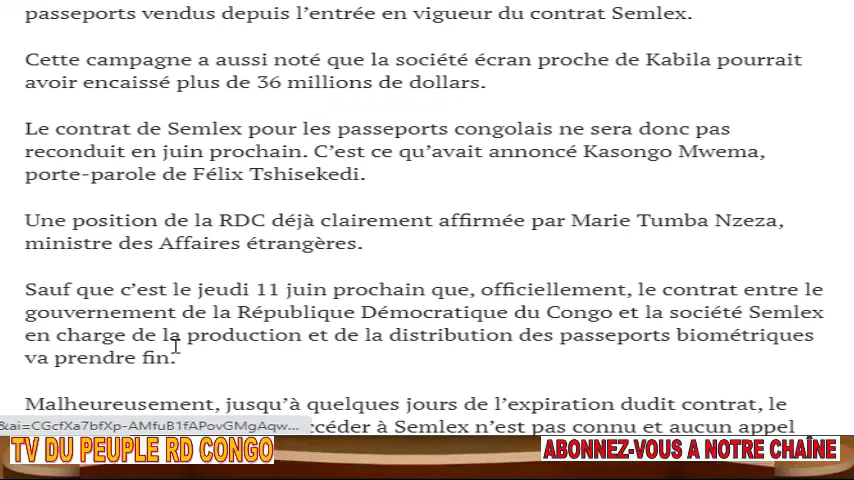 passeports vendus depuis l’entrée en vigueur du contrat Semlex.
Cette campagne a aussi noté que la société écran proche de Kabila pourrait
avoir encaissé plus de 36 millions de dollars.
Le contrat de Semlex pour les passeports congolais ne sera donc pas
reconduit en juin prochain. C’est ce qu’avait annoncé Kasongo Mwema,
porte-parole de Félix Tshisekedi.
Une position de la RDC déjà clairement affirmée par Marie Tumba Nzeza,
ministre des Affaires étrangères.
Sauf que c’est le jeudi 11 juin prochain que, officiellement, le contrat entre le
gouvernement de la République Démocratique du Congo et la société Semlex
en charge de la production et de la distribution des passeports biométriques
va prendre fin.
Malheureusement, jusqu’à quelques jours de l’expiration dudit contrat, le
&ai=CGcfXa7bfXp-AMfuB1fAPovGMgAqw... ccéder à Semlex n’est pas connu et aucun appel
TV DU PEUPLE RD CONGO
ABONNEZ-VOUS A NOTRE CHAÎNE